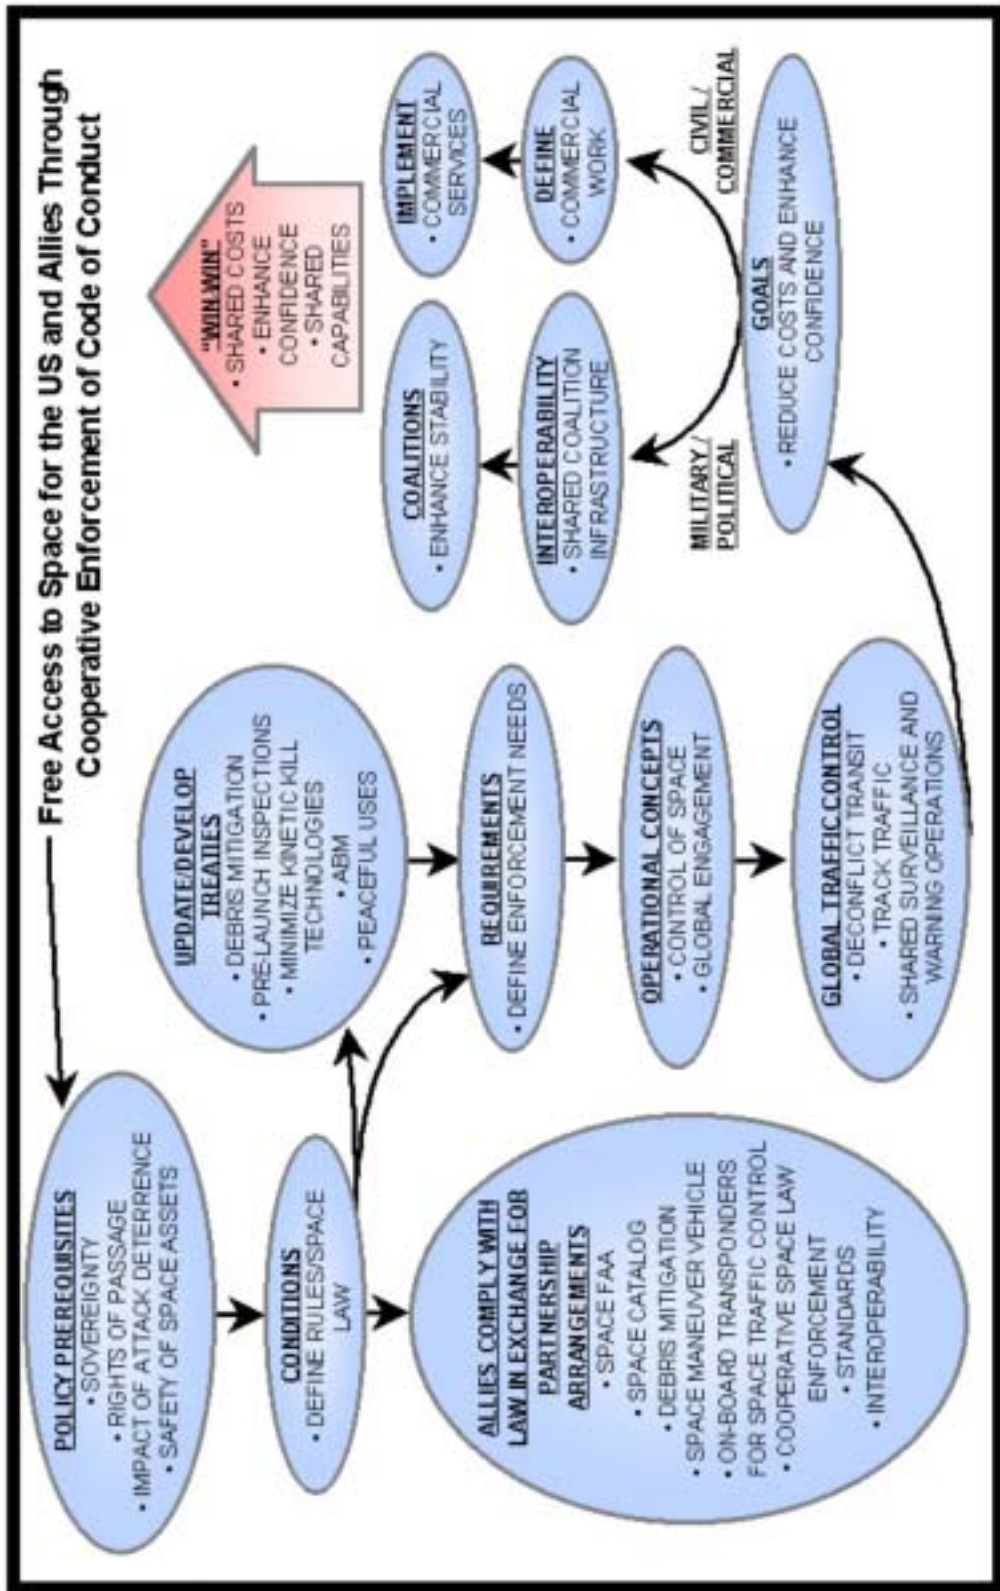 Free Access to Space for the US and Allies Through
Cooperative Enforcement of Code of Conduct
POLICY PREREQUISITES
• SOVEREIGNTY
• RIGHTS OF PASSAGE
• IMPACT OF ATTACK DETERRENCE
• SAFETY OF SPACE ASSETS
CONDITIONS
• DEFINE RULES/SPACE
LAW
ALLIES COMPLY WITH
LAW IN EXCHANGE FOR
PARTNERSHIP
ARRANGEMENTS
• SPACE FAA
• SPACE CATALOG
• DEBRIS MITIGATION
• SPACE MANEUVER VEHICLE
• ON-BOARD TRANSPONDERS
FOR SPACE TRAFFIC CONTROL
• COOPERATIVE SPACE LAW
ENFORCEMENT
• STANDARDS
• INTEROPERABILITY
UPDATE/DEVELOP
TREATIES
• DEBRIS MITIGATION
• PRE-LAUNCH INSPECTIONS
• MINIMIZE KINETIC KILL
TECHNOLOGIES
• ABM
• PEACEFUL USES
REQUIREMENTS
• DEFINE ENFORCEMENT NEEDS
OPERATIONAL CONCEPTS
• CONTROL OF SPACE
• GLOBAL ENGAGEMENT
GLOBAL TRAFFIC CONTROL
• DECONFLICT TRANSIT
• TRACK TRAFFIC
• SHARED SURVEILLANCE AND
WARNING OPERATIONS
"WIN WIN"
• SHARED COSTS
• ENHANCE
CONFIDENCE
• SHARED
CAPABILITIES
COALITIONS
• ENHANCE STABILITY
INTEROPERABILITY
• SHARED COALITION
INFRASTRUCTURE
MILITARY/
POLITICAL
IMPLEMENT
• COMMERCIAL
SERVICES
DEFINE
• COMMERCIAL
WORK
CIVIL/
COMMERCIAL
GOALS
• REDUCE COSTS AND ENHANCE
CONFIDENCE